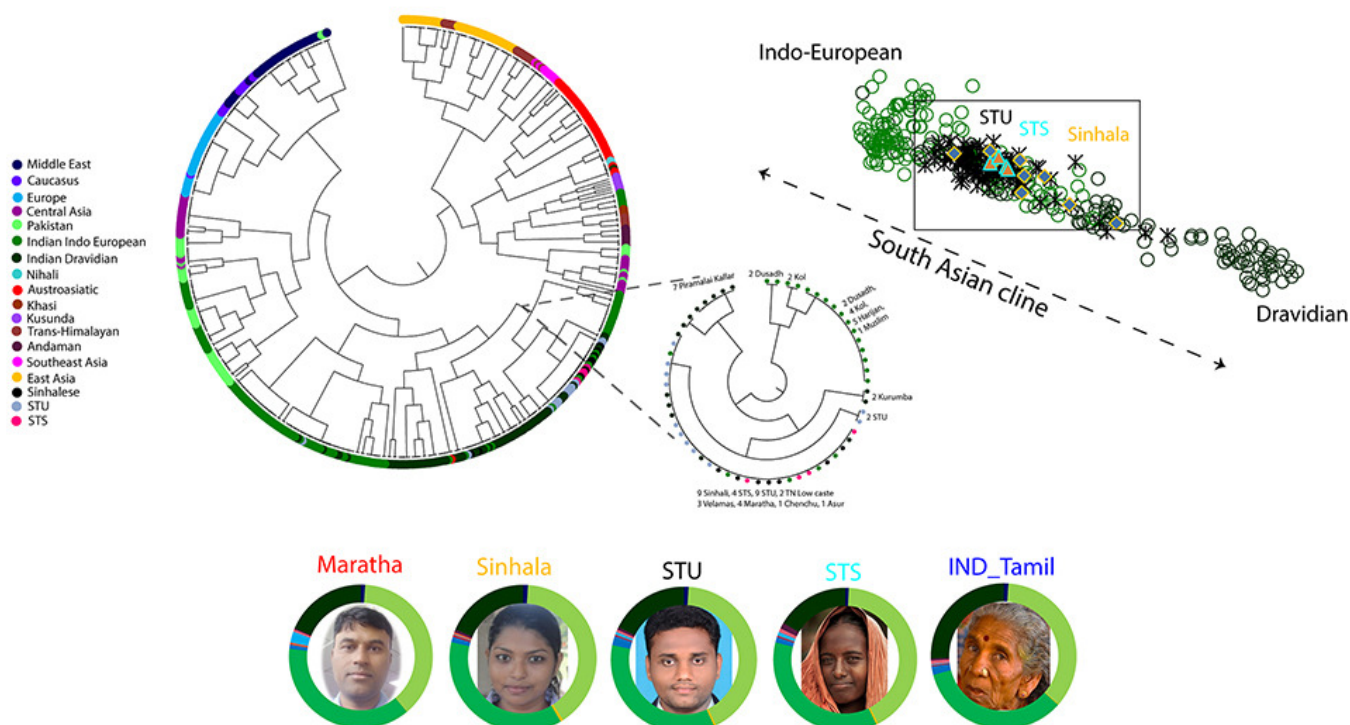 Middle East
Caucasus
Europe
Central Asia
Pakistan
Indian Indo European
Indian Dravidian
Nihali
Austroasiatic
Khasi
Kusunda
Trans-Himalayan
Andaman
Southeast Asia
East Asia
Sinhalese
STU
STS
7 Piramalai Kallar
2 Dusadh
2 Kol
2 Dusadh,
4 Kol,
5 Harijan,
1 Muslim
2 Kurumba
2 STU
9 Sinhali, 4 STS, 9 STU, 2 TN Low caste
3 Velamas, 4 Maratha, 1 Chenchu, 1 Asur
Indo-European
STU
STS
Sinhala
South Asian cline
Dravidian
Maratha
Sinhala
STU
STS
IND_Tamil